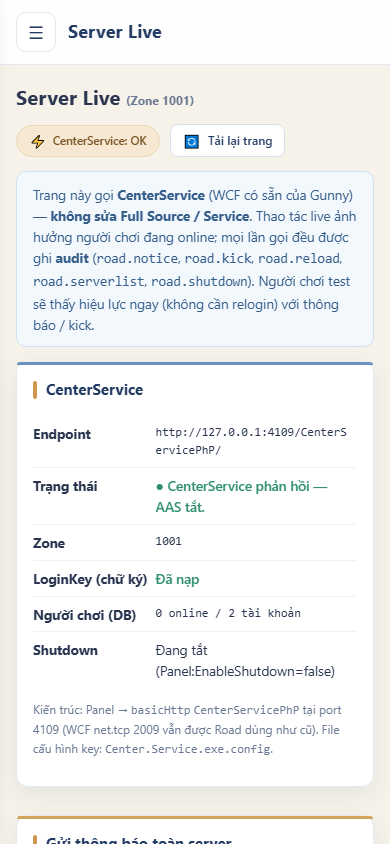 Server Live
Server Live (Zone 1001)
CenterService: OK
Tải lại trang
Trang này gọi CenterService (WCF có sẵn của Gunny)
— không sửa Full Source / Service. Thao tác live ảnh
hưởng người chơi đang online; mọi lần gọi đều được
ghi audit (road.notice, road.kick, road.reload,
road.serverlist, road.shutdown). Người chơi test
sẽ thấy hiệu lực ngay (không cần relogin) với thông
báo / kick.
CenterService
Endpoint
http://127.0.0.1:4109/CenterS
ervicePhP/
Trạng thái
● CenterService phản hồi —
AAS tắt.
Zone
1001
LoginKey (chữ ký)
Đã nạp
Người chơi (DB)
0 online / 2 tài khoản
Shutdown
Đang tắt
(Panel:EnableShutdown=false)
Kiến trúc: Panel → basicHttp CenterServicePhP tại port
4109 (WCF net.tcp 2009 vẫn được Road dùng như cũ). File
cấu hình key: Center.Service.exe.config.
Gửi thông báo toàn server